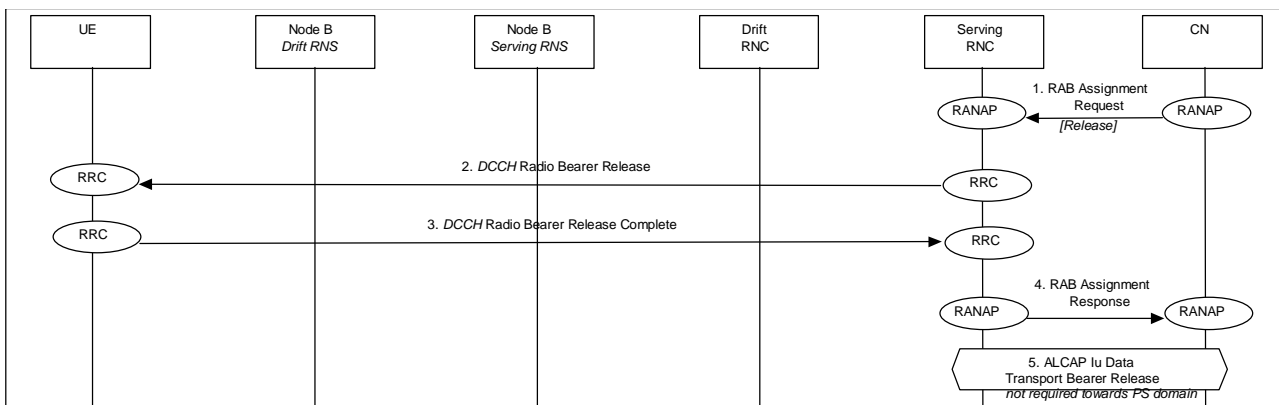 UE
Node B
Drift RNS
Node B
Serving RNS
Drift
RNC
Serving
RNC
CN
1. RAB Assignment
Request
[Release]
RANAP
RANAP
2. DCCH Radio Bearer Release
RRC
RRC
3. DCCH Radio Bearer Release Complete
RRC
RRC
4. RAB Assignment
Response
RANAP
RANAP
5. ALCAP Iu Data
Transport Bearer Release
not required towards PS domain